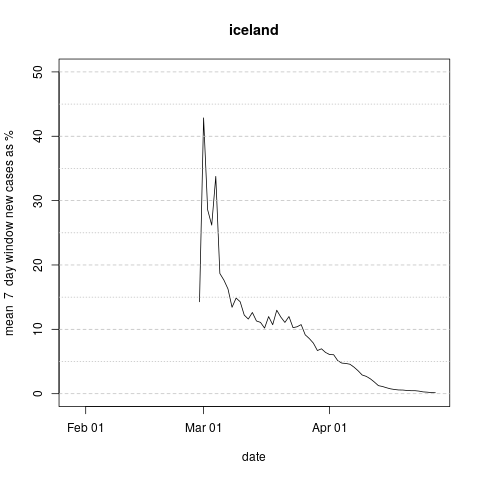 iceland
mean 7 day window new cases as %
50
40
30
20
10
0
Feb 01
Mar 01
Apr 01
date